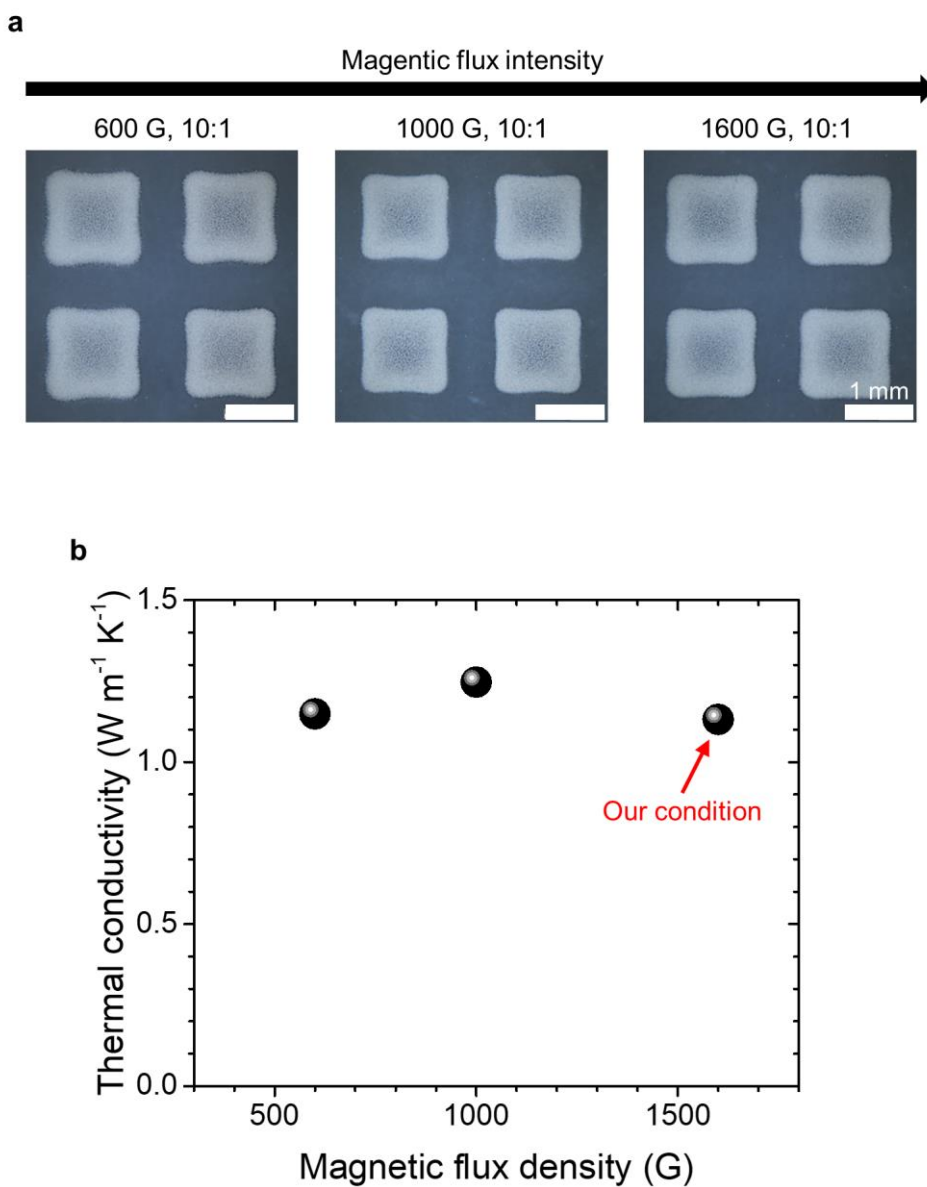 a
Magentic flux intensity
600 G, 10:1
1000 G, 10:1
1600 G, 10:1
1 mm
b
Thermal conductivity (W m⁻¹ K⁻¹)
1.5
1.0
0.5
0.0
Our condition
500
1000
1500
Magnetic flux density (G)